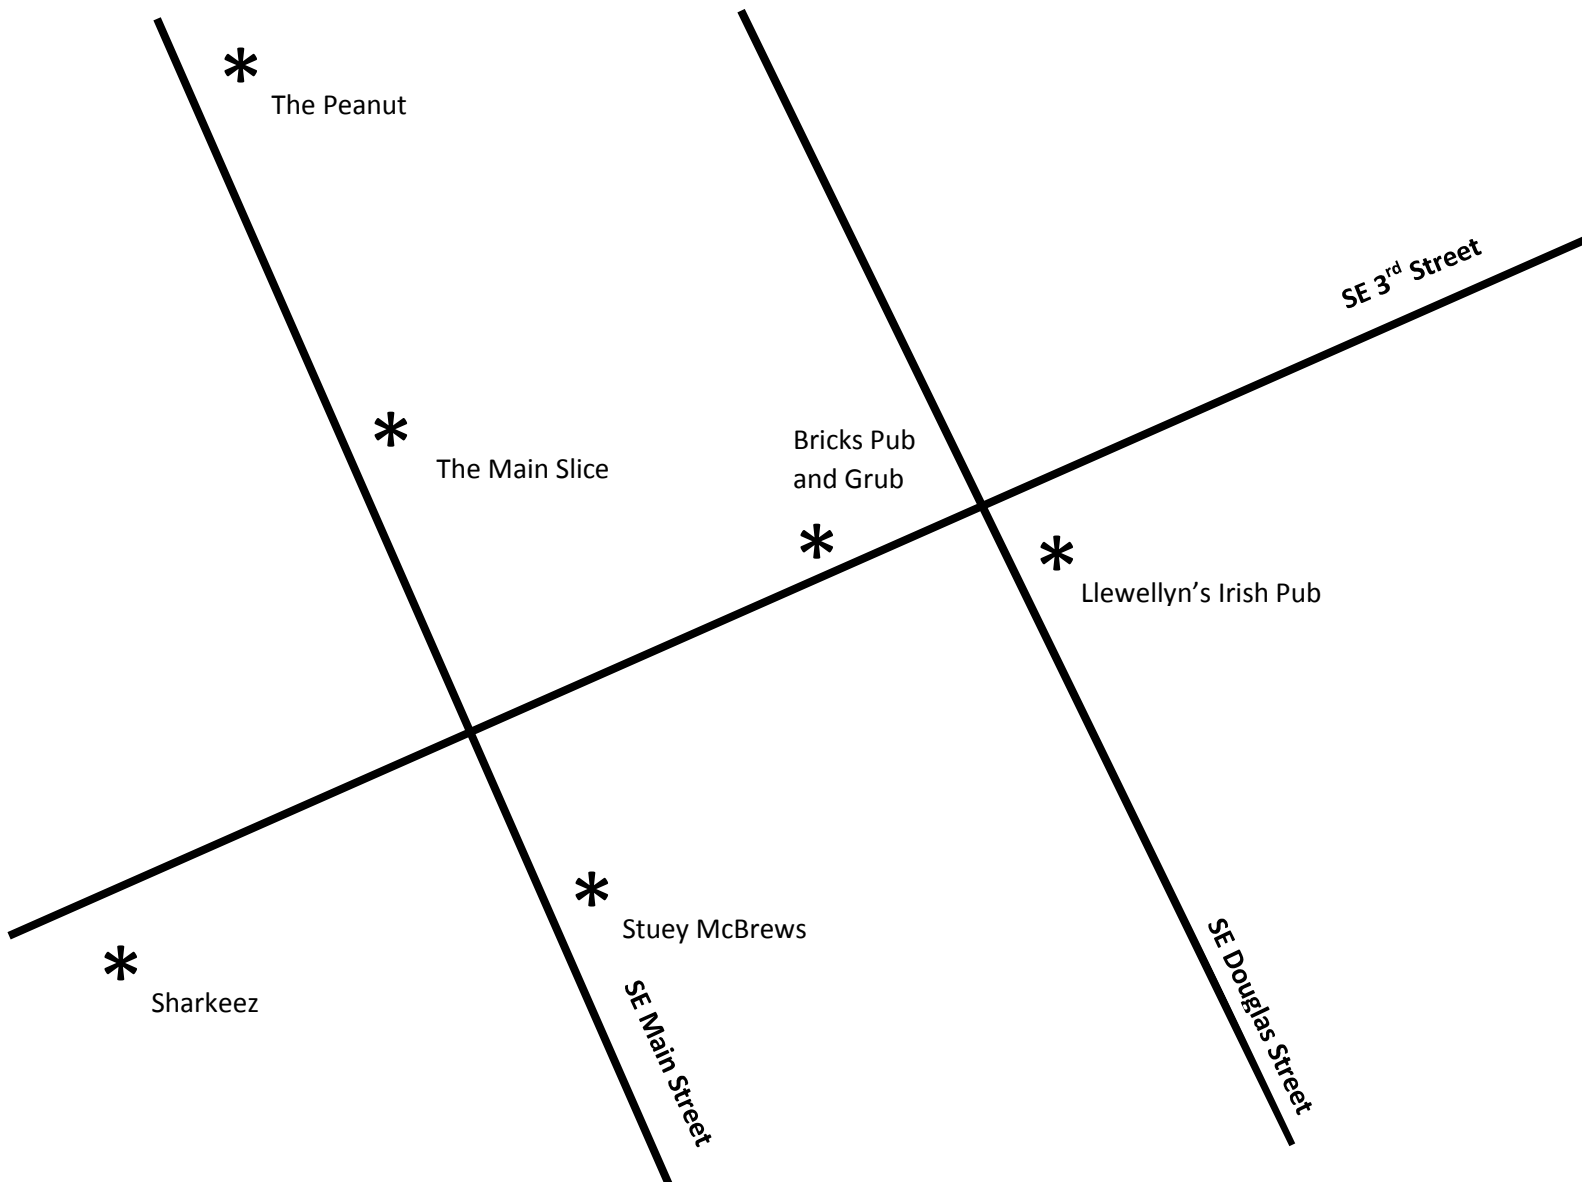 The Peanut
SE 3rd Street
Bricks Pub
and Grub
The Main Slice
Llewellyn’s Irish Pub
Stuey McBrews
SE Douglas Street
Sharkeez
SE Main Street